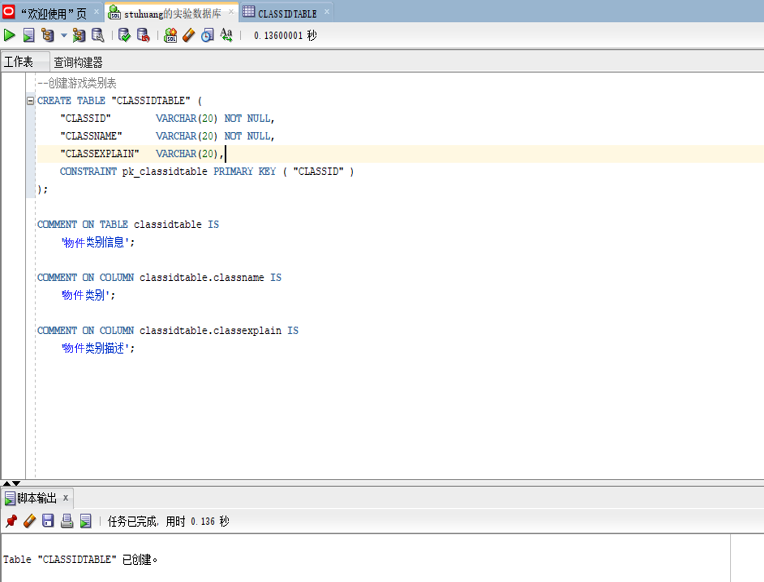 “欢迎使用”页 × stuhuang的实验数据库 × CLASSIDTABLE ×
0.13600001 秒
工作表 查询构建器
--创建游戏类别表
CREATE TABLE "CLASSIDTABLE" (
"CLASSID" VARCHAR(20) NOT NULL,
"CLASSNAME" VARCHAR(20) NOT NULL,
"CLASSEXPLAIN" VARCHAR(20),
CONSTRAINT pk_classidtable PRIMARY KEY ( "CLASSID" )
);
COMMENT ON TABLE classidtable IS
'物件类别信息';
COMMENT ON COLUMN classidtable.classname IS
'物件类别';
COMMENT ON COLUMN classidtable.classexplain IS
'物件类别描述';
脚本输出 x
任务已完成, 用时 0.136 秒
Table "CLASSIDTABLE" 已创建。